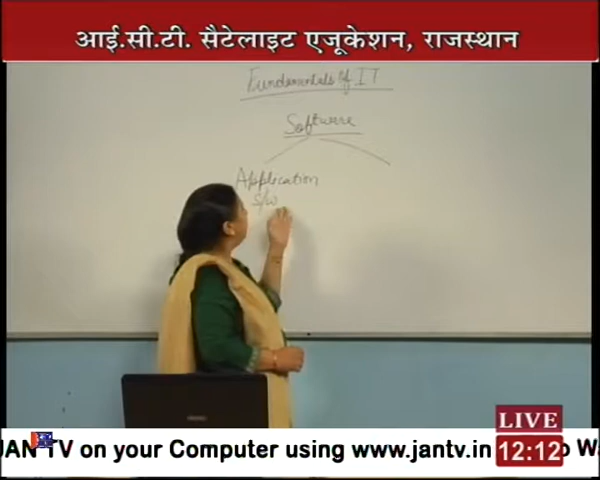 आई.सी.टी. सैटेलाइट एजूकेशन, राजस्थान
Fundamentals of IT
Software
Application
S/W
LIVE
JAN TV on your Computer using www.jantv.in
12:12